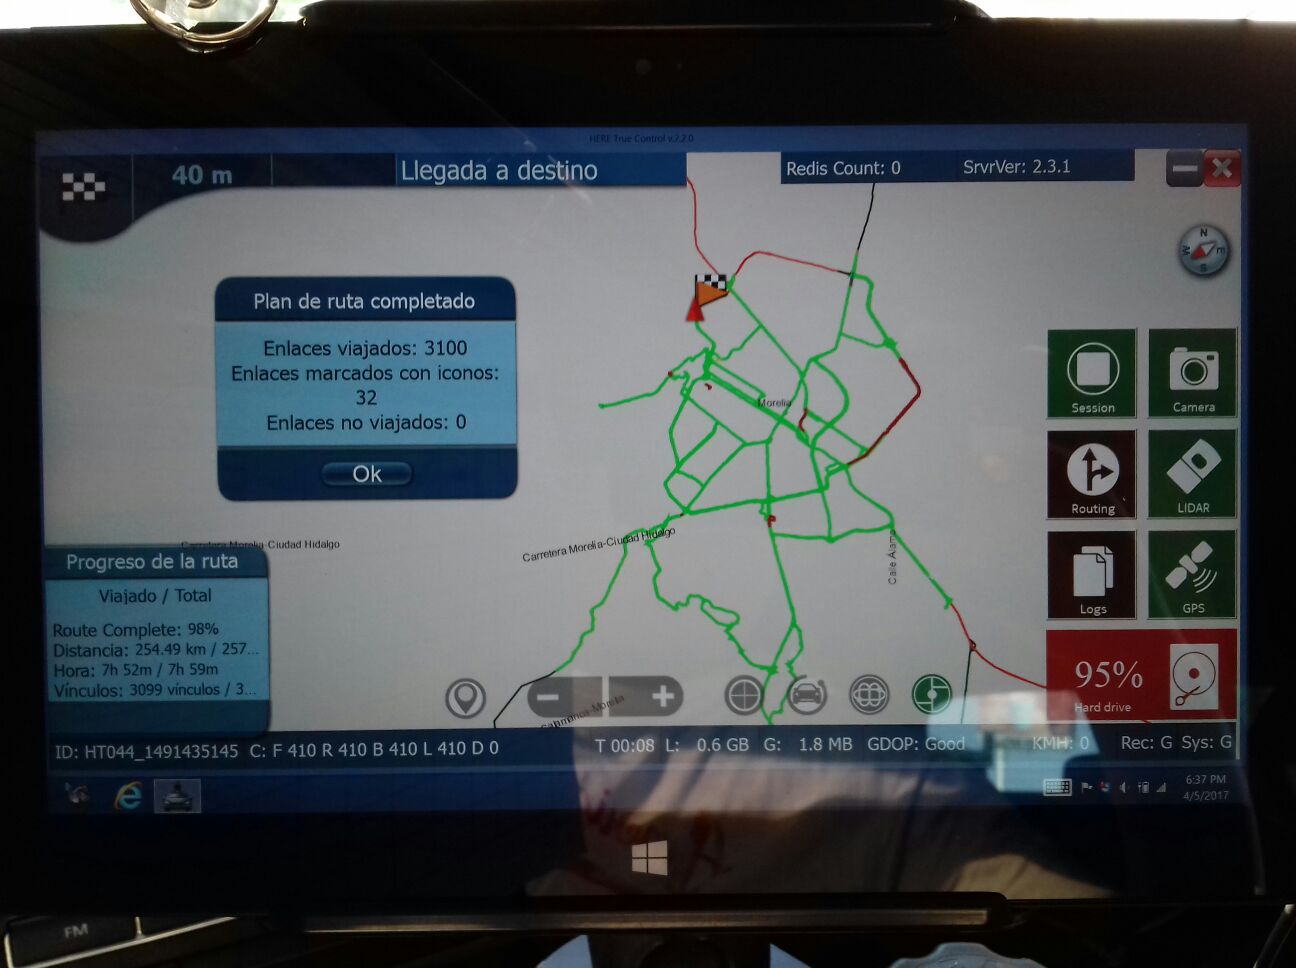 HERE True Control v.2.2.0
40 m
Llegada a destino
Redis Count: 0
SrvrVer: 2.3.1
N
E
S
Plan de ruta completado
Enlaces viajados: 3100
Enlaces marcados con iconos:
32
Enlaces no viajados: 0
Ok
Morelia
Session
Camera
Routing
LIDAR
Logs
GPS
95%
Hard drive
Carretera Morelia-Ciudad Hidalgo
Carretera Morelia-Ciudad Hidalgo
Progreso de la ruta
Viajado / Total
Route Complete: 98%
Distancia: 254.49 km / 257...
Hora: 7h 52m / 7h 59m
Vínculos: 3099 vínculos / 3...
ID: HT044_1491435145 C: F 410 R 410 B 410 L 410 D 0
T 00:08 L: 0.6 GB G: 1.8 MB GDOP: Good
KMH: 0
Rec: G Sys: G
6:37 PM
4/5/2017
FM